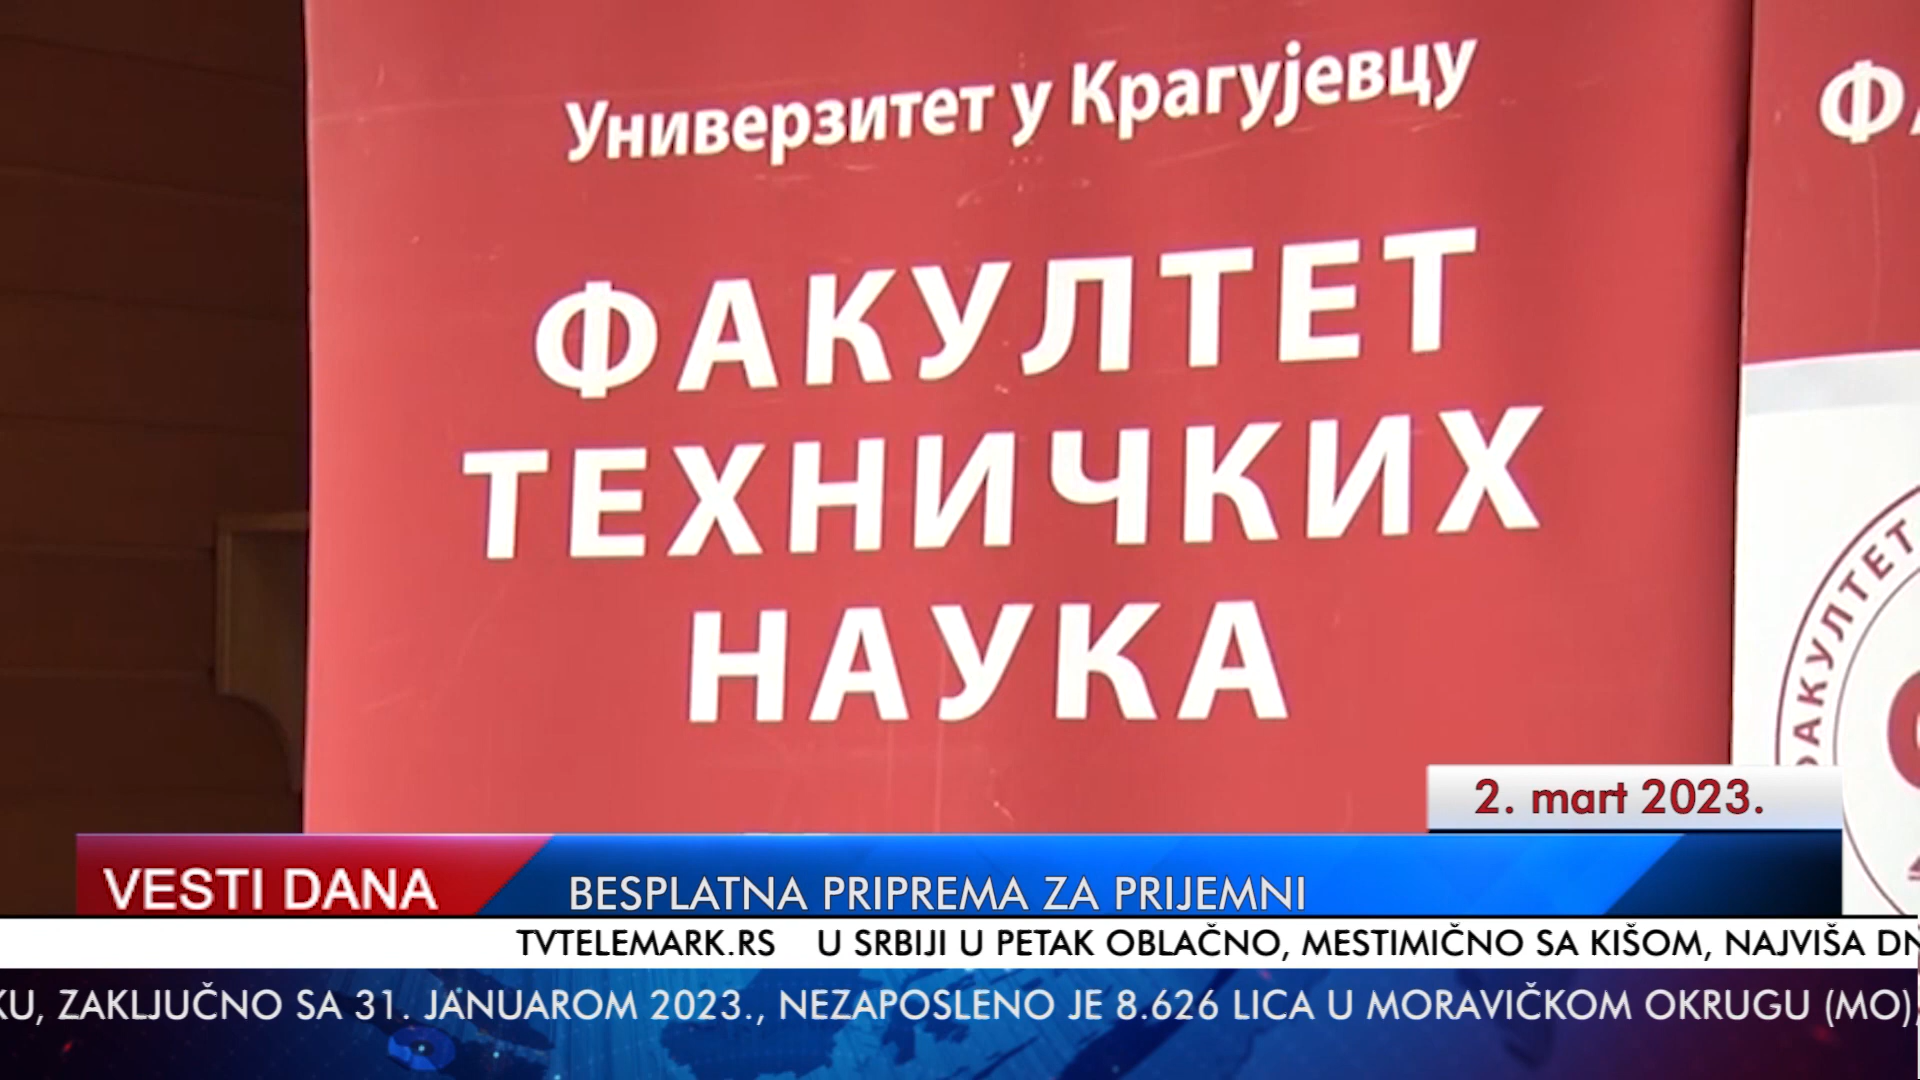 Универзитет у Крагујевцу
ФАКУЛТЕТ
ТЕХНИЧКИХ
НАУКА
ФАКУЛТЕТ
2. mart 2023.
VESTI DANA
BESPLATNA PRIPREMA ZA PRIJEMNI
TVTELEMARK.RS U SRBIJI U PETAK OBLAČNO, MESTIMIČNO SA KIŠOM, NAJVIŠA
ZAKLJUČNO SA 31. JANUAROM 2023., NEZAPOSLENO JE 8.626 LICA U MORAVIČKOM OKRUGU (MO)